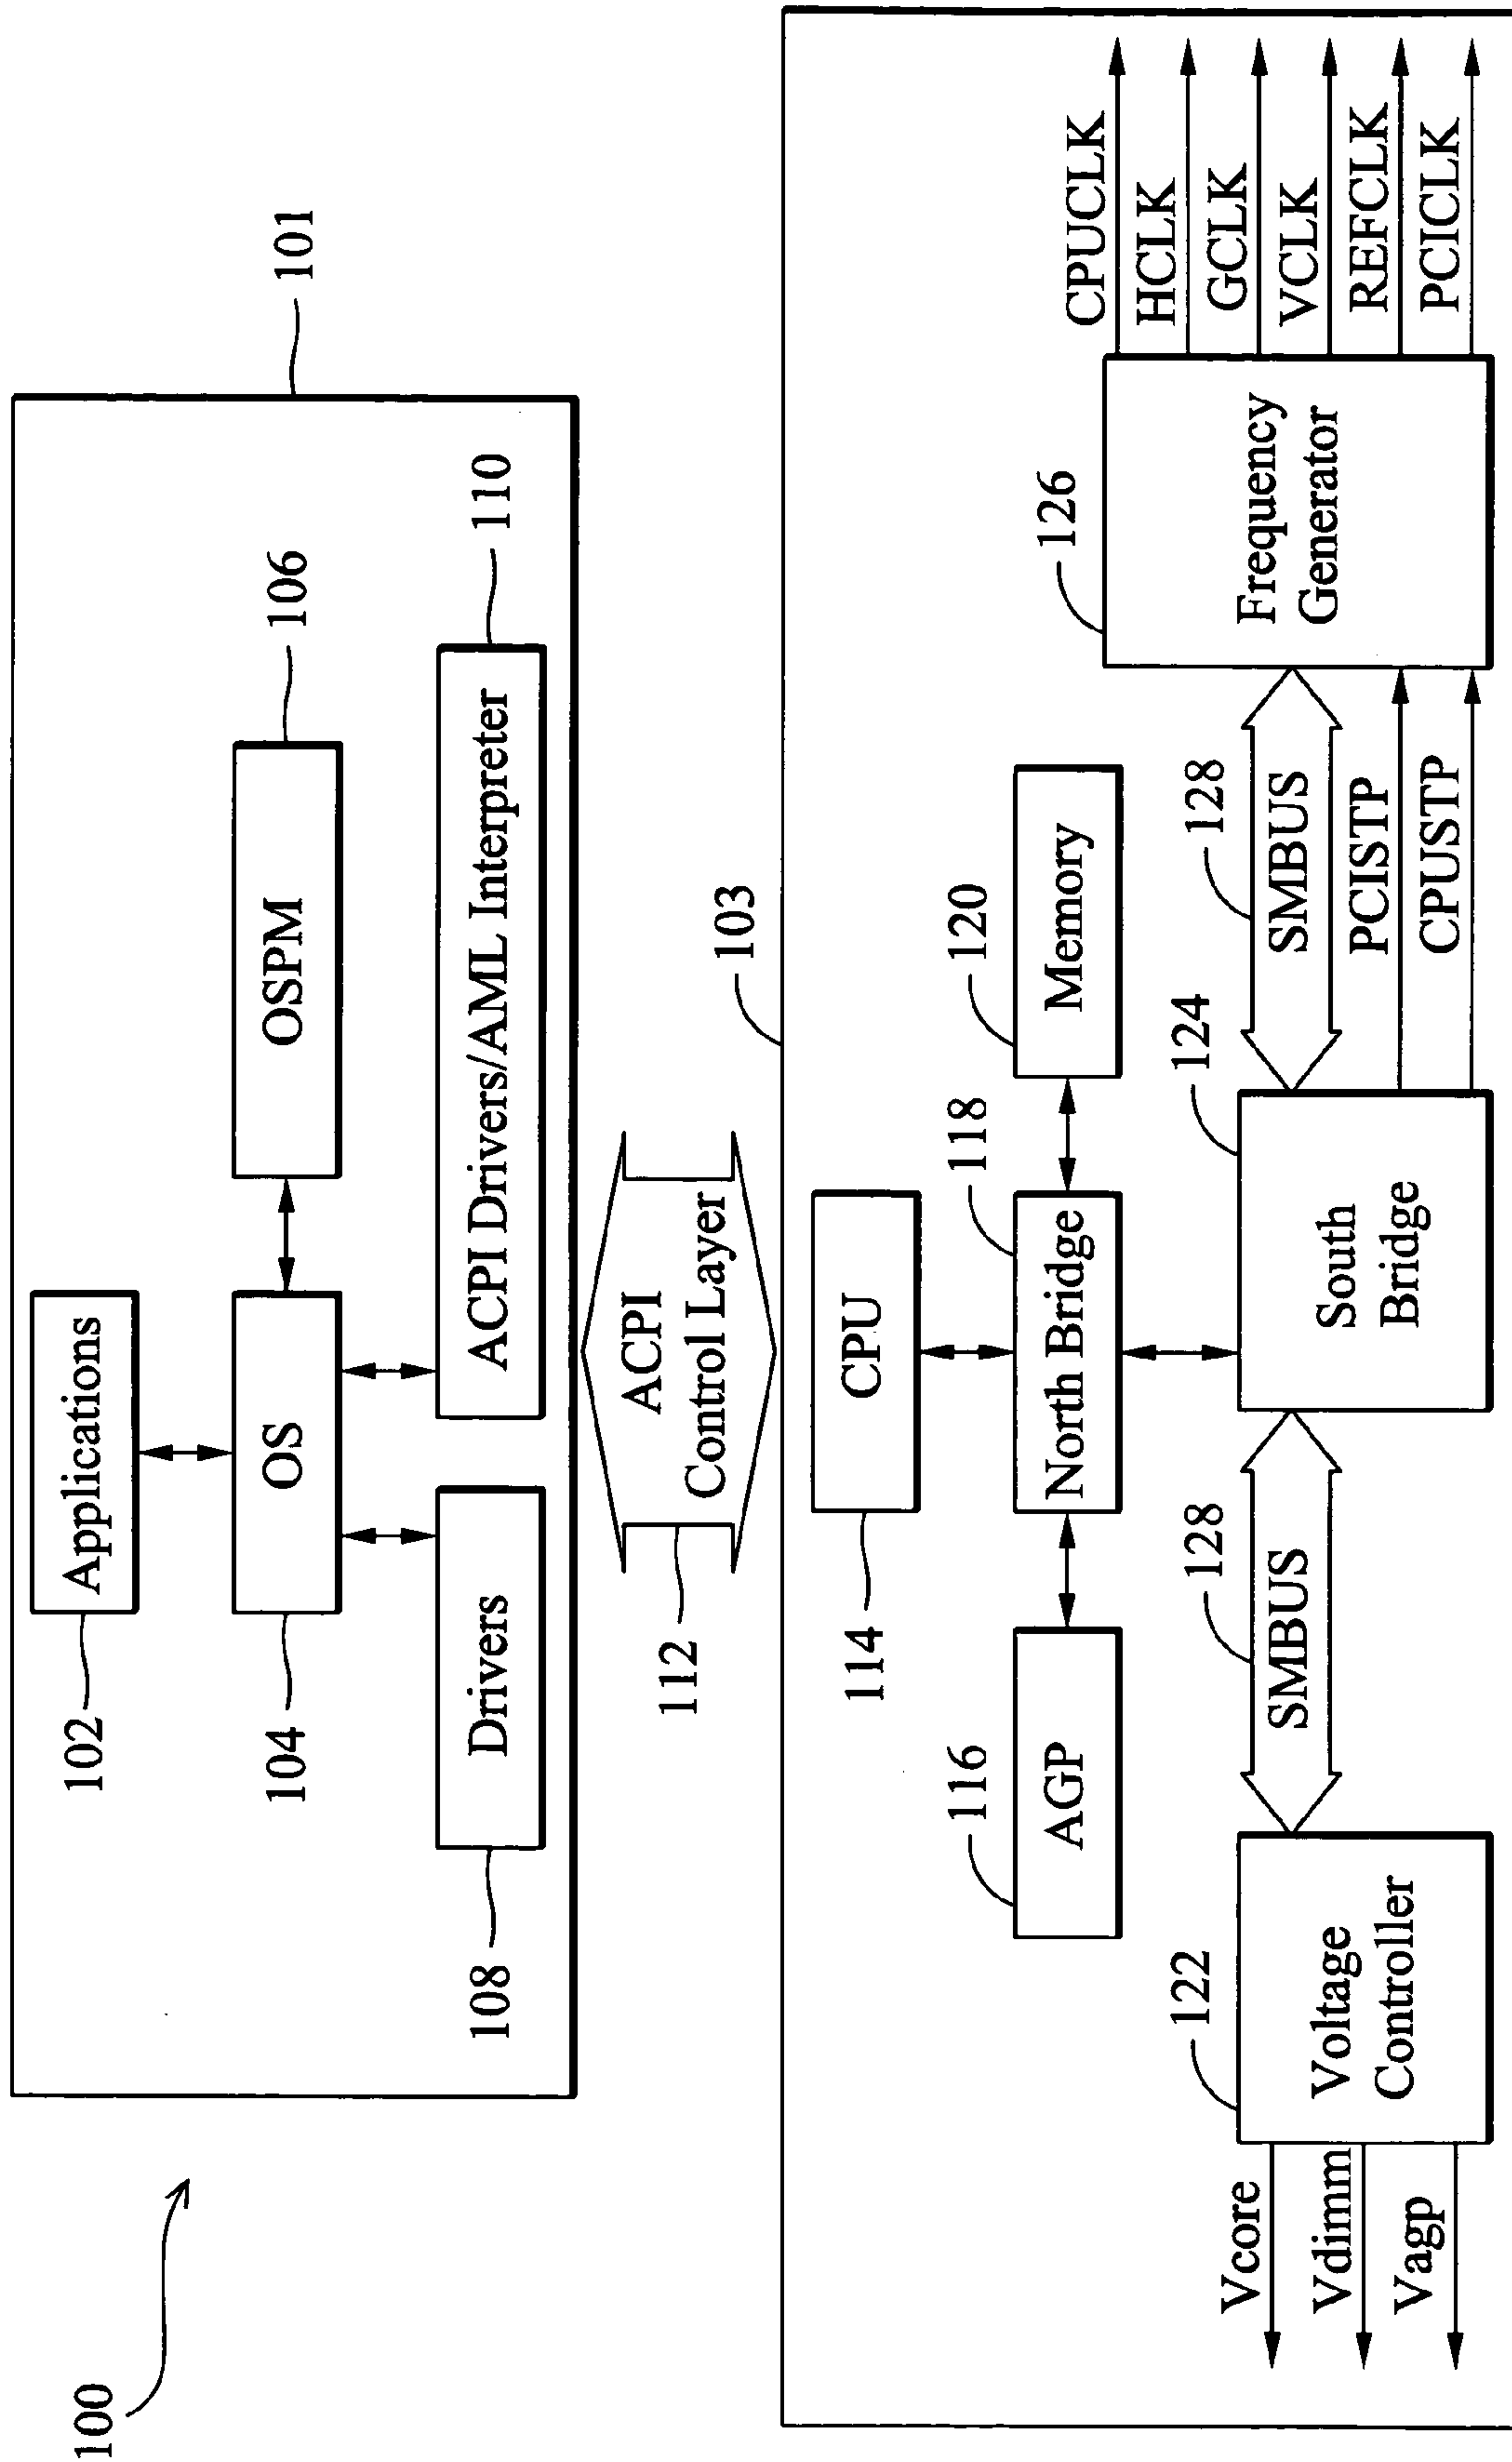 100
101
102
Applications
104
OS
OSPM
106
108
Drivers
ACPI Drivers/AML Interpreter
110
112
ACPI
Control Layer
103
114
CPU
116
AGP
118
North Bridge
120
Memory
122
Voltage
Controller
Vcore
Vdimm
Vagp
128
SMBUS
124
South
Bridge
128
SMBUS
PCISTP
CPUSTP
126
Frequency
Generator
CPUCLK
HCLK
GCLK
VCLK
REFCLK
PCICLK